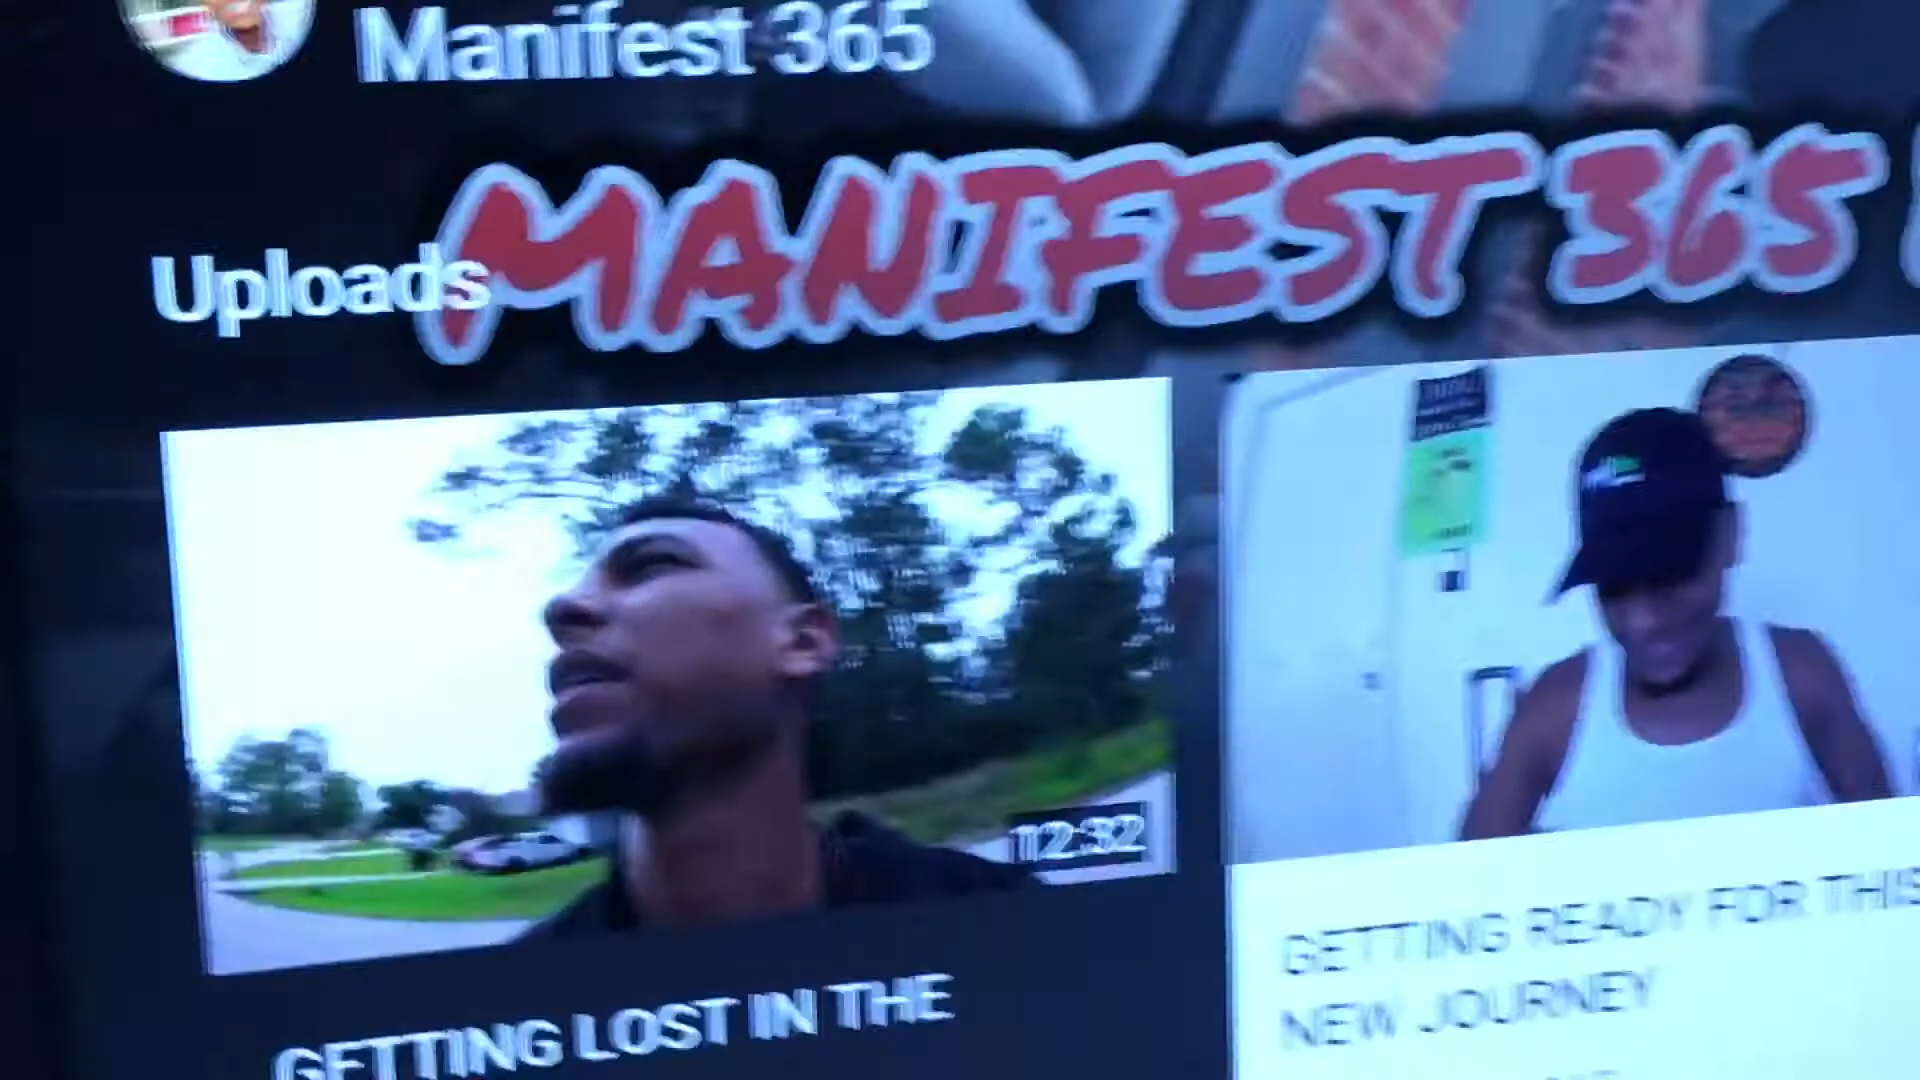 Manifest 365
MANIFEST 365
Uploads
12:32
GETTING LOST IN THE
GETTING READY FOR THIS
NEW JOURNEY